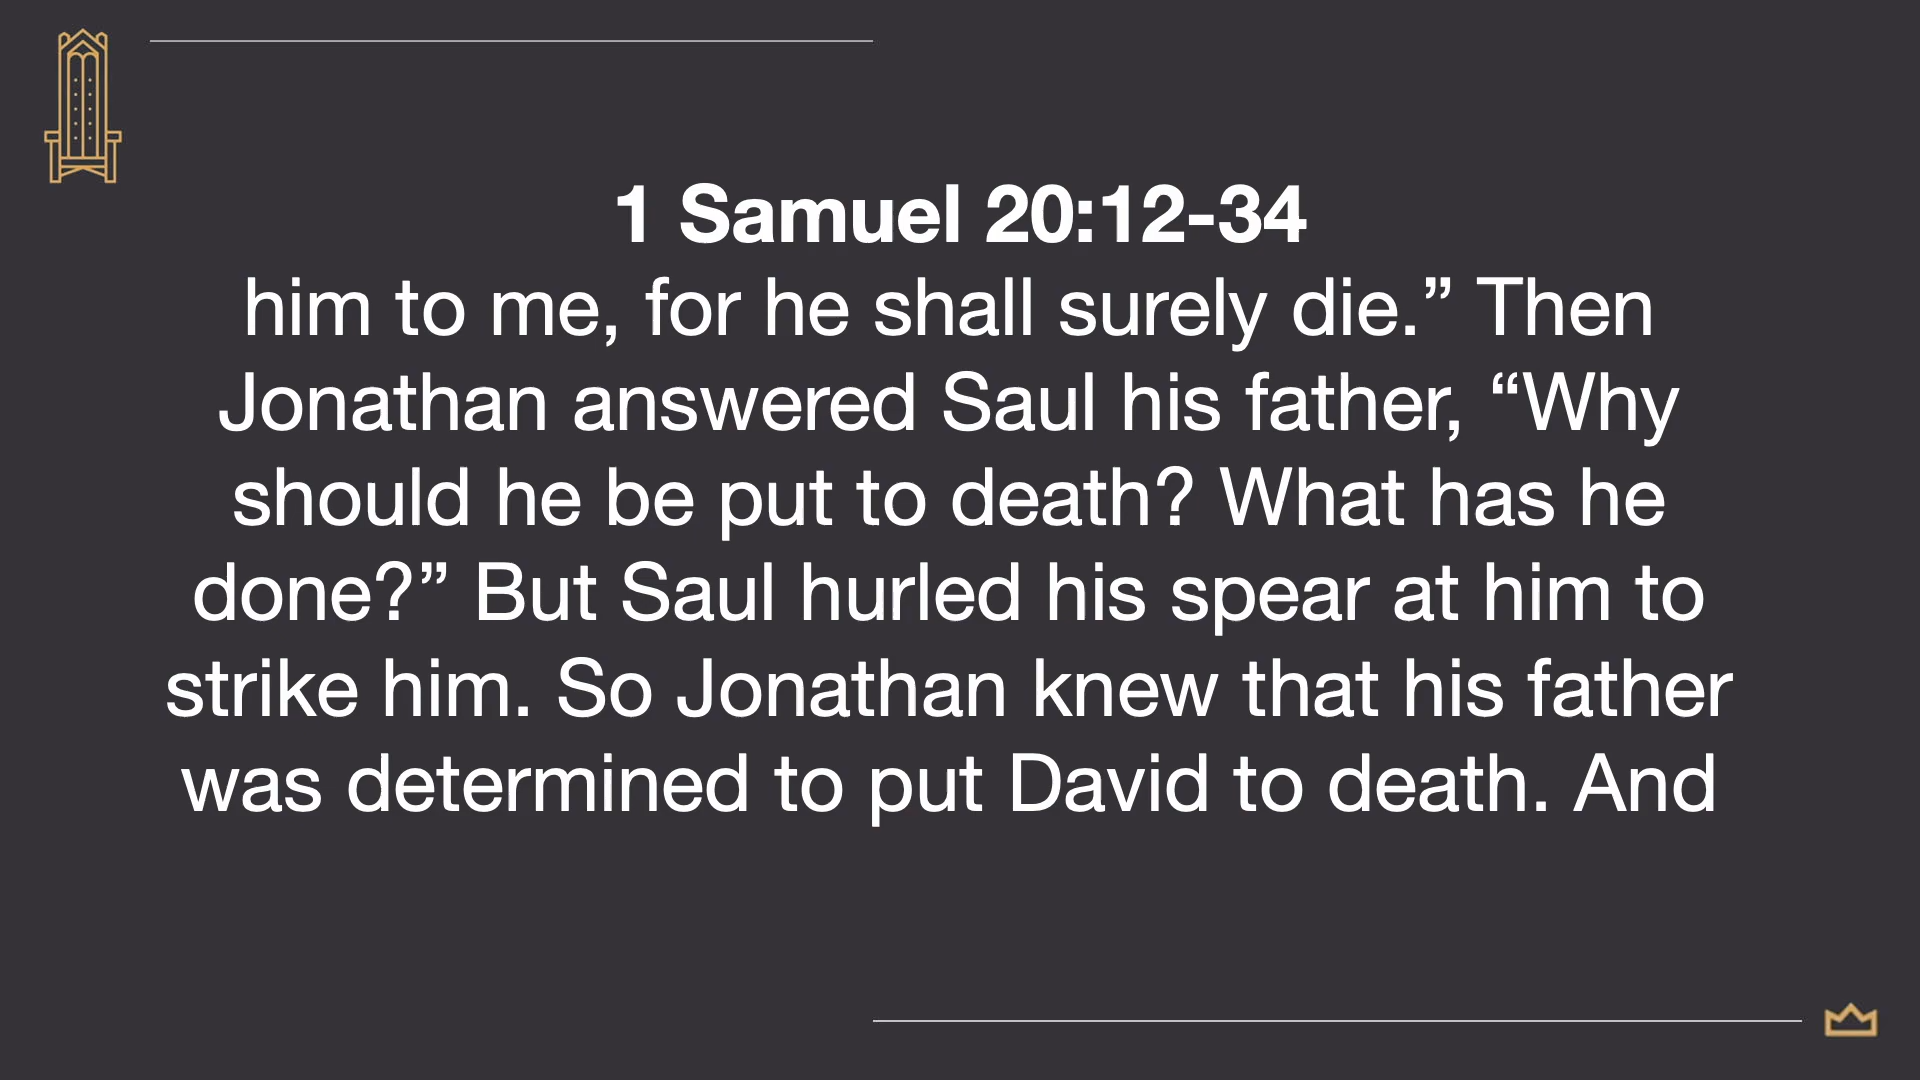 1 Samuel 20:12-34
him to me, for he shall surely die.” Then
Jonathan answered Saul his father, “Why
should he be put to death? What has he
done?” But Saul hurled his spear at him to
strike him. So Jonathan knew that his father
was determined to put David to death. And